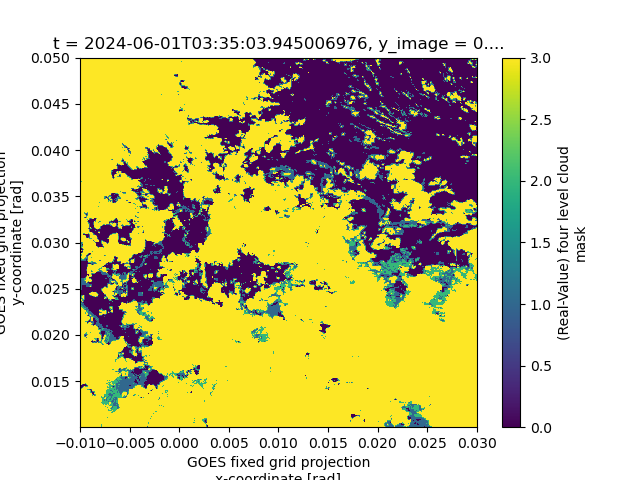 t = 2024-06-01T03:35:03.945006976, y_image = 0....
0.050
0.045
0.040
0.035
0.030
0.025
0.020
0.015
GOES fixed grid projection
y-coordinate [rad]
−0.010 −0.005 0.000 0.005 0.010 0.015 0.020 0.025 0.030
GOES fixed grid projection
x-coordinate [rad]
3.0
2.5
2.0
1.5
1.0
0.5
0.0
(Real-Value) four level cloud
mask